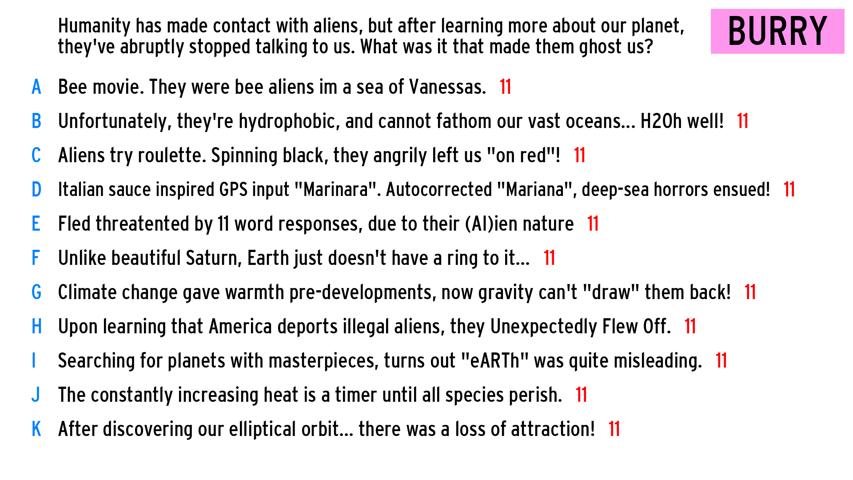 Humanity has made contact with aliens, but after learning more about our planet,
they've abruptly stopped talking to us. What was it that made them ghost us?
BURRY
A Bee movie. They were bee aliens im a sea of Vanessas. 11
B Unfortunately, they're hydrophobic, and cannot fathom our vast oceans... H2Oh well! 11
C Aliens try roulette. Spinning black, they angrily left us "on red"! 11
D Italian sauce inspired GPS input "Marinara". Autocorrected "Mariana", deep-sea horrors ensued! 11
E Fled threatented by 11 word responses, due to their (AI)ien nature 11
F Unlike beautiful Saturn, Earth just doesn't have a ring to it... 11
G Climate change gave warmth pre-developments, now gravity can't "draw" them back! 11
H Upon learning that America deports illegal aliens, they Unexpectedly Flew Off. 11
I Searching for planets with masterpieces, turns out "eARTh" was quite misleading. 11
J The constantly increasing heat is a timer until all species perish. 11
K After discovering our elliptical orbit... there was a loss of attraction! 11